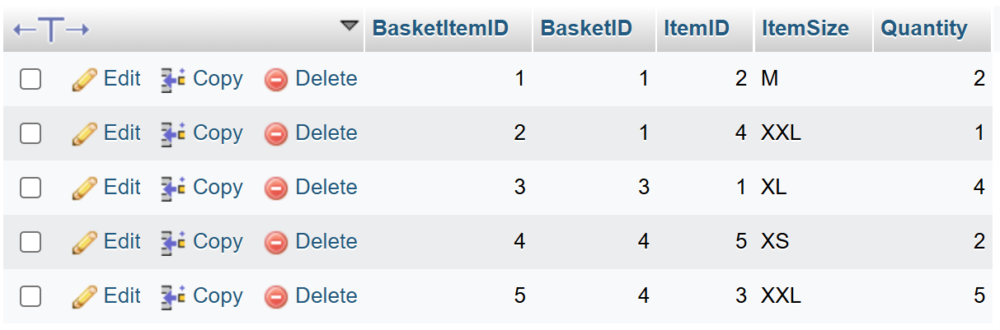 BasketItemID BasketID ItemID ItemSize Quantity
Edit Copy Delete 1 1 2 M 2
Edit Copy Delete 2 1 4 XXL 1
Edit Copy Delete 3 3 1 XL 4
Edit Copy Delete 4 4 5 XS 2
Edit Copy Delete 5 4 3 XXL 5